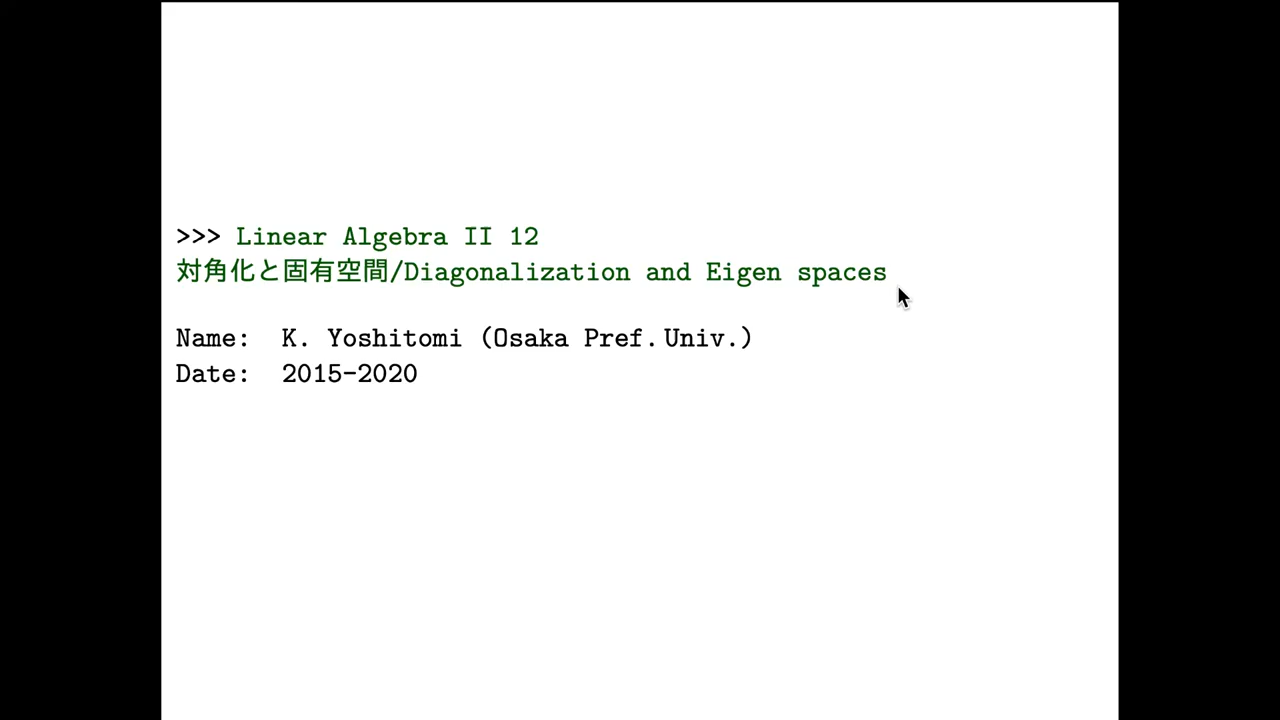 >>> Linear Algebra II 12
対角化と固有空間/Diagonalization and Eigen spaces
Name: K. Yoshitomi (Osaka Pref.Univ.)
Date: 2015-2020